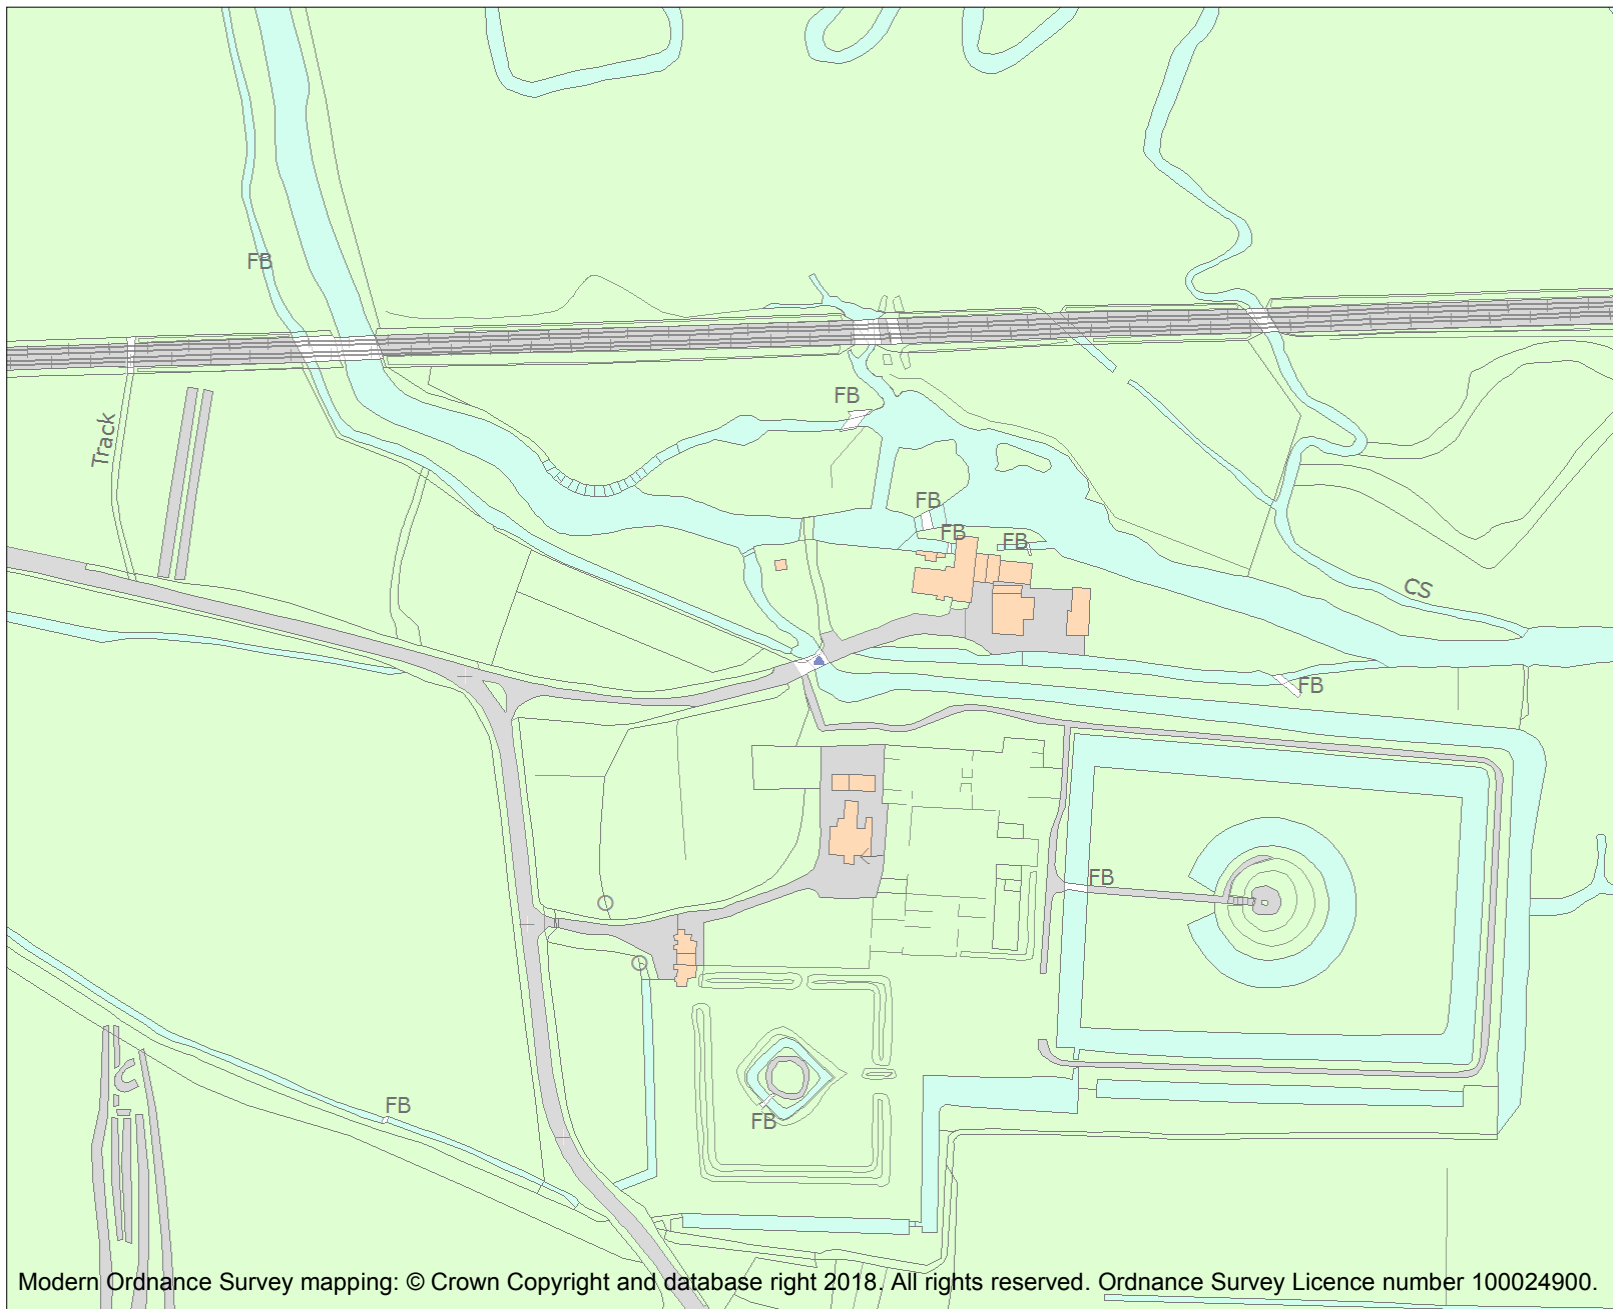 FB
FB
Track
FB
FB
FB
CS
FB
FB
FB
FB
Modern Ordnance Survey mapping: © Crown Copyright and database right 2018. All rights reserved. Ordnance Survey Licence number 100024900.